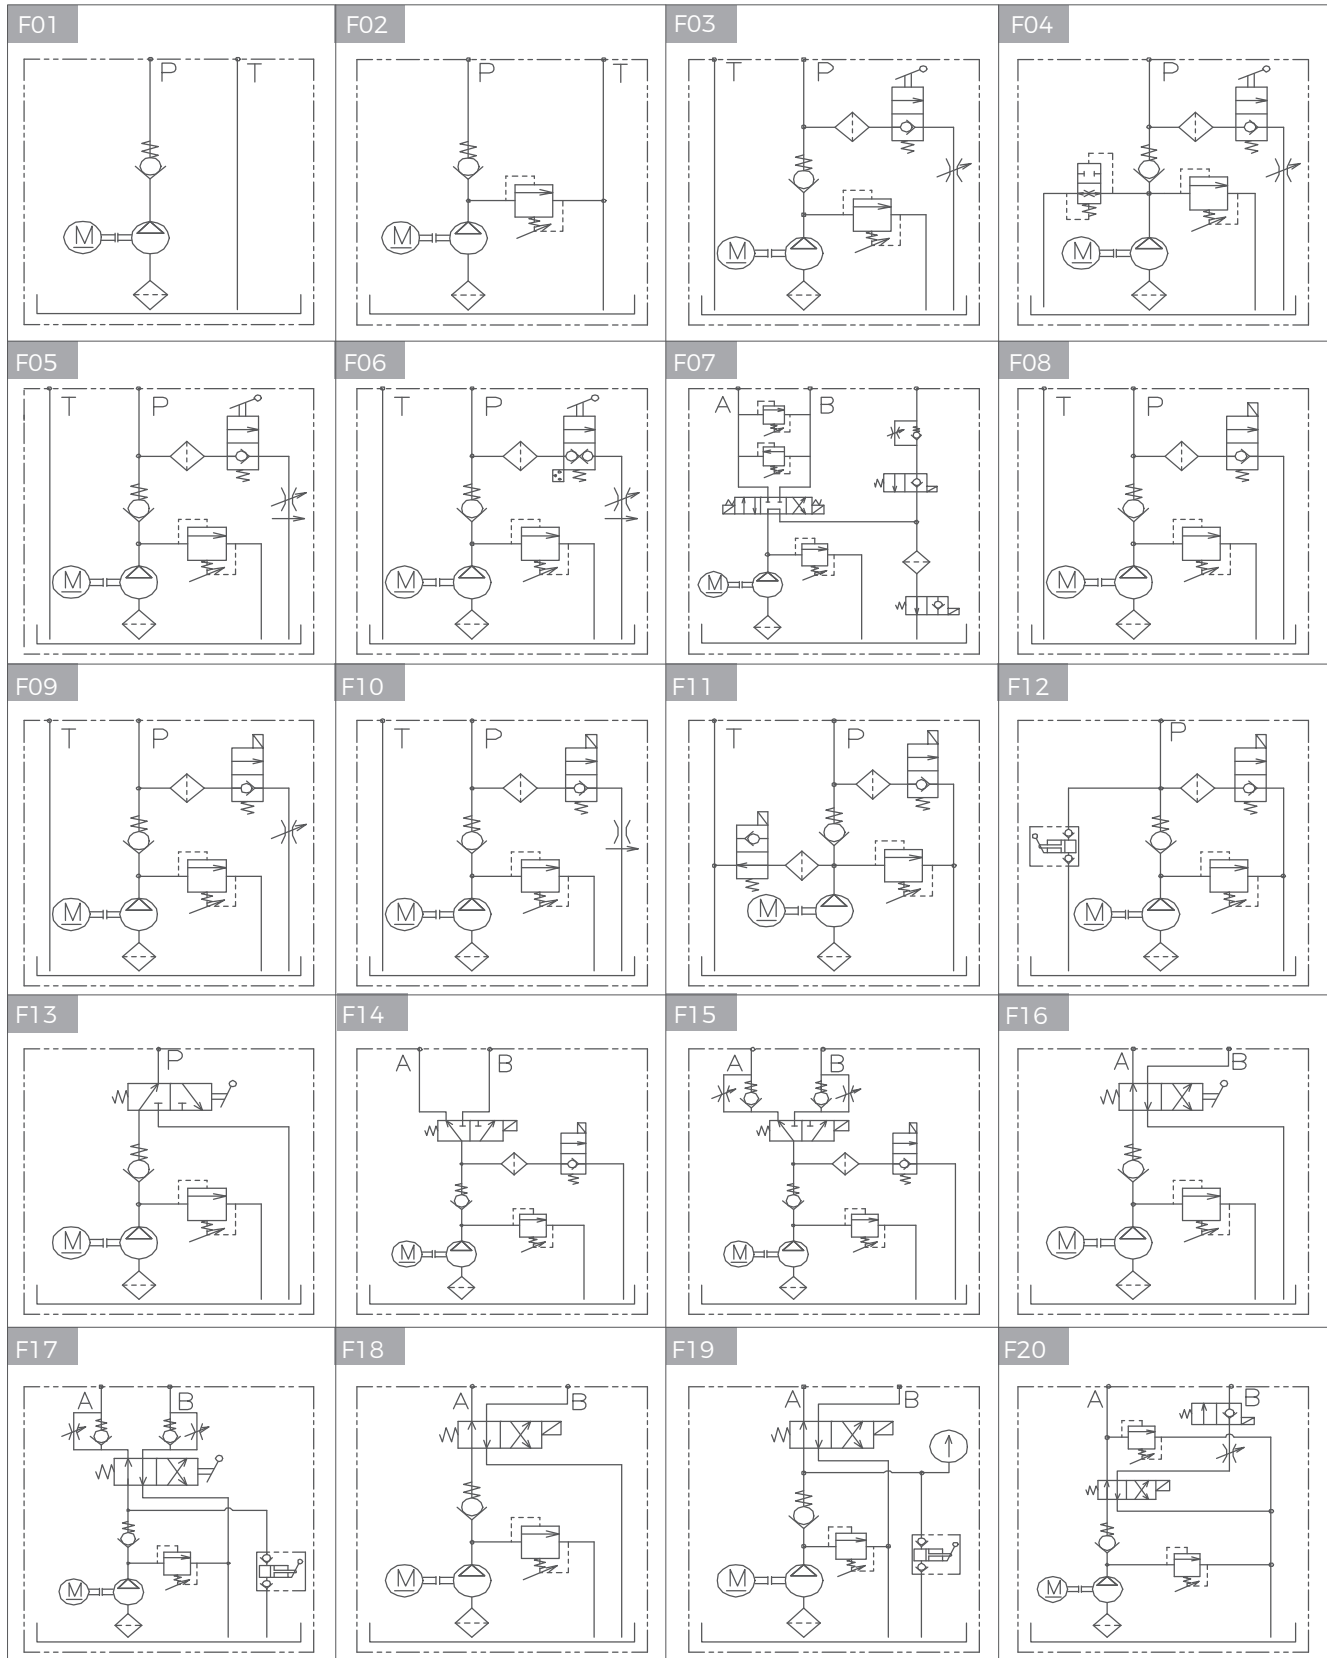 F01 F02 F03 F04
P T P T T P P
M M M M
F05 F06 F07 F08
T P T P A B T P
M M M M
F09 F10 F11 F12
T P T P T P P
M M M M
F13 F14 F15 F16
P A B A B A B
M M M M
F17 F18 F19 F20
A B A B A B A B
M M M M